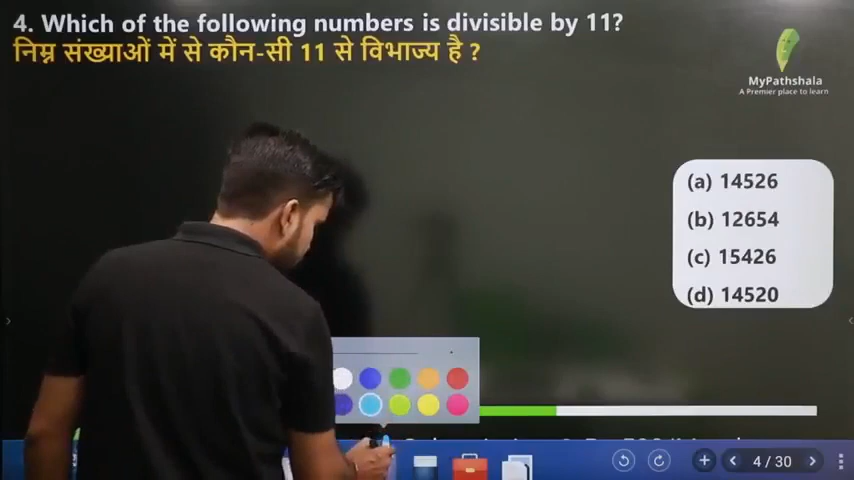 4. Which of the following numbers is divisible by 11?
निम्न संख्याओं में से कौन-सी 11 से विभाज्य है ?
MyPathshala
A Premier place to learn
(a) 14526
(b) 12654
(c) 15426
(d) 14520
4 / 30